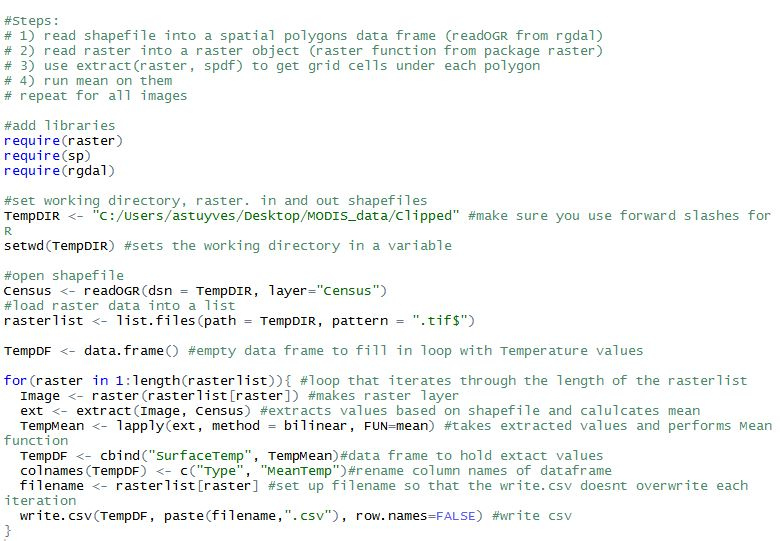 #Steps:
# 1) read shapefile into a spatial polygons data frame (readOGR from rgdal)
# 2) read raster into a raster object (raster function from package raster)
# 3) use extract(raster, spdf) to get grid cells under each polygon
# 4) run mean on them
# repeat for all images
#add libraries
require(raster)
require(sp)
require(rgdal)
#set working directory, raster. in and out shapefiles
TempDIR <- "C:/Users/astuyves/Desktop/MODIS_data/Clipped" #make sure you use forward slashes for
R
setwd(TempDIR) #sets the working directory in a variable
#open shapefile
Census <- readOGR(dsn = TempDIR, layer="Census")
#load raster data into a list
rasterlist <- list.files(path = TempDIR, pattern = ".tif$")
TempDF <- data.frame() #empty data frame to fill in loop with Temperature values
for(raster in 1:length(rasterlist)){ #loop that iterates through the length of the rasterlist
  Image <- raster(rasterlist[raster]) #makes raster layer
  ext <- extract(Image, Census) #extracts values based on shapefile and calulcates mean
  TempMean <- lapply(ext, method = bilinear, FUN=mean) #takes extracted values and performs Mean
function
  TempDF <- cbind("SurfaceTemp", TempMean)#data frame to hold extact values
  colnames(TempDF) <- c("Type", "MeanTemp")#rename column names of dataframe
  filename <- rasterlist[raster] #set up filename so that the write.csv doesnt overwrite each
iteration
  write.csv(TempDF, paste(filename,".csv"), row.names=FALSE) #write csv
}